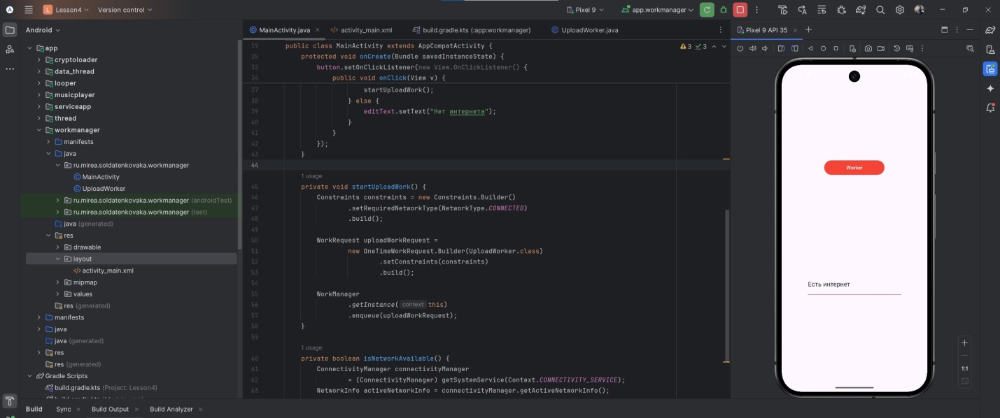 L Lesson4 Version control Pixel 9 app.workmanager
Android
MainActivity.java activity_main.xml build.gradle.kts (:app:workmanager) UploadWorker.java
Pixel 9 API 35
app
cryptoloader
data_thread
looper
musicplayer
serviceapp
thread
workmanager
manifests
java
ru.mirea.soldatenkovaka.workmanager
MainActivity
UploadWorker
ru.mirea.soldatenkovaka.workmanager (androidTest)
ru.mirea.soldatenkovaka.workmanager (test)
java (generated)
res
drawable
layout
activity_main.xml
mipmap
values
res (generated)
manifests
java
java (generated)
res
res (generated)
Gradle Scripts
build.gradle.kts (Project: Lesson4)
19 public class MainActivity extends AppCompatActivity { 3 3
25 protected void onCreate(Bundle savedInstanceState) {
32 button.setOnClickListener(new View.OnClickListener() {
34 public void onClick(View v) {
37 startUploadWork();
38 } else {
39 editText.setText("Нет интернета");
40 }
41 }
42 });
43 }
44
1 usage
45 private void startUploadWork() {
46 Constraints constraints = new Constraints.Builder()
47 .setRequiredNetworkType(NetworkType.CONNECTED)
48 .build();
49
50 WorkRequest uploadWorkRequest =
51 new OneTimeWorkRequest.Builder(UploadWorker.class)
52 .setConstraints(constraints)
53 .build();
54
55 WorkManager
56 .getInstance( context: this)
57 .enqueue(uploadWorkRequest);
58 }
59
1 usage
60 private boolean isNetworkAvailable() {
61 ConnectivityManager connectivityManager
62 = (ConnectivityManager) getSystemService(Context.CONNECTIVITY_SERVICE);
63 NetworkInfo activeNetworkInfo = connectivityManager.getActiveNetworkInfo();
Worker
Есть интернет
1:1
Build Sync Build Output Build Analyzer